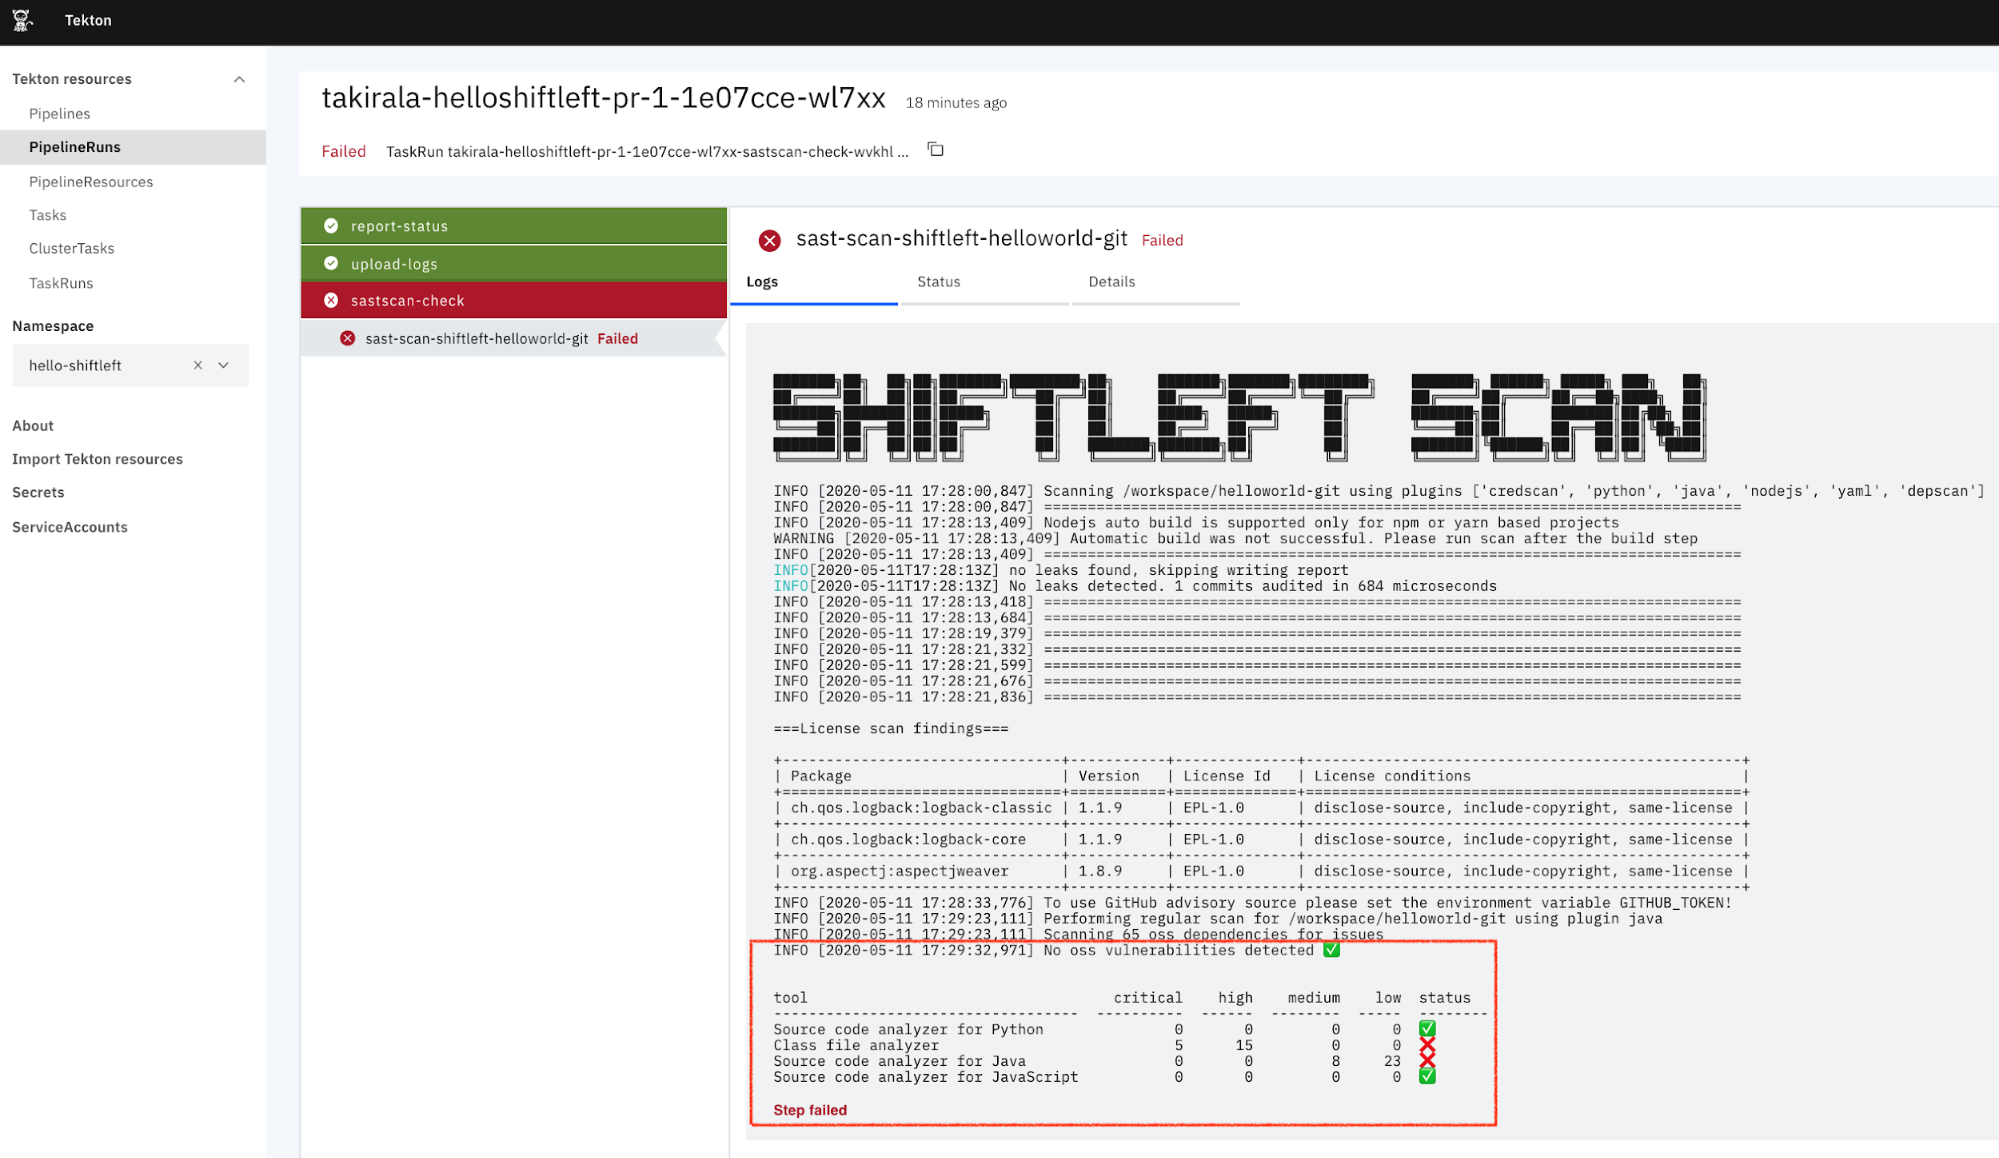 Tekton
Tekton resources
Pipelines
PipelineRuns
PipelineResources
Tasks
ClusterTasks
TaskRuns
Namespace
hello-shiftleft
About
Import Tekton resources
Secrets
ServiceAccounts
takirala-helloshiftleft-pr-1-1e07cce-wl7xx 18 minutes ago
Failed TaskRun takirala-helloshiftleft-pr-1-1e07cce-wl7xx-sastscan-check-wvkhl ...
report-status
upload-logs
sastscan-check
sast-scan-shiftleft-helloworld-git Failed
sast-scan-shiftleft-helloworld-git Failed
Logs Status Details
SHIFTLEFT SCAN
INFO [2020-05-11 17:28:00,847] Scanning /workspace/helloworld-git using plugins ['credscan', 'python', 'java', 'nodejs', 'yaml', 'depscan']
INFO [2020-05-11 17:28:00,847] ================================================================================
INFO [2020-05-11 17:28:13,409] Nodejs auto build is supported only for npm or yarn based projects
WARNING [2020-05-11 17:28:13,409] Automatic build was not successful. Please run scan after the build step
INFO [2020-05-11 17:28:13,409] ================================================================================
INFO[2020-05-11T17:28:13Z] no leaks found, skipping writing report
INFO[2020-05-11T17:28:13Z] No leaks detected. 1 commits audited in 684 microseconds
INFO [2020-05-11 17:28:13,418] ================================================================================
INFO [2020-05-11 17:28:13,684] ================================================================================
INFO [2020-05-11 17:28:19,379] ================================================================================
INFO [2020-05-11 17:28:21,332] ================================================================================
INFO [2020-05-11 17:28:21,599] ================================================================================
INFO [2020-05-11 17:28:21,676] ================================================================================
INFO [2020-05-11 17:28:21,836] ================================================================================
===License scan findings===
| Package | Version | License Id | License conditions |
| ch.qos.logback:logback-classic | 1.1.9 | EPL-1.0 | disclose-source, include-copyright, same-license |
| ch.qos.logback:logback-core | 1.1.9 | EPL-1.0 | disclose-source, include-copyright, same-license |
| org.aspectj:aspectjweaver | 1.8.9 | EPL-1.0 | disclose-source, include-copyright, same-license |
INFO [2020-05-11 17:28:33,776] To use GitHub advisory source please set the environment variable GITHUB_TOKEN!
INFO [2020-05-11 17:29:23,111] Performing regular scan for /workspace/helloworld-git using plugin java
INFO [2020-05-11 17:29:23,111] Scanning 65 oss dependencies for issues
INFO [2020-05-11 17:29:32,971] No oss vulnerabilities detected ✅
tool critical high medium low status
Source code analyzer for Python 0 0 0 0 ✅
Class file analyzer 5 15 0 0 ❌
Source code analyzer for Java 0 0 8 23 ❌
Source code analyzer for JavaScript 0 0 0 0 ✅
Step failed